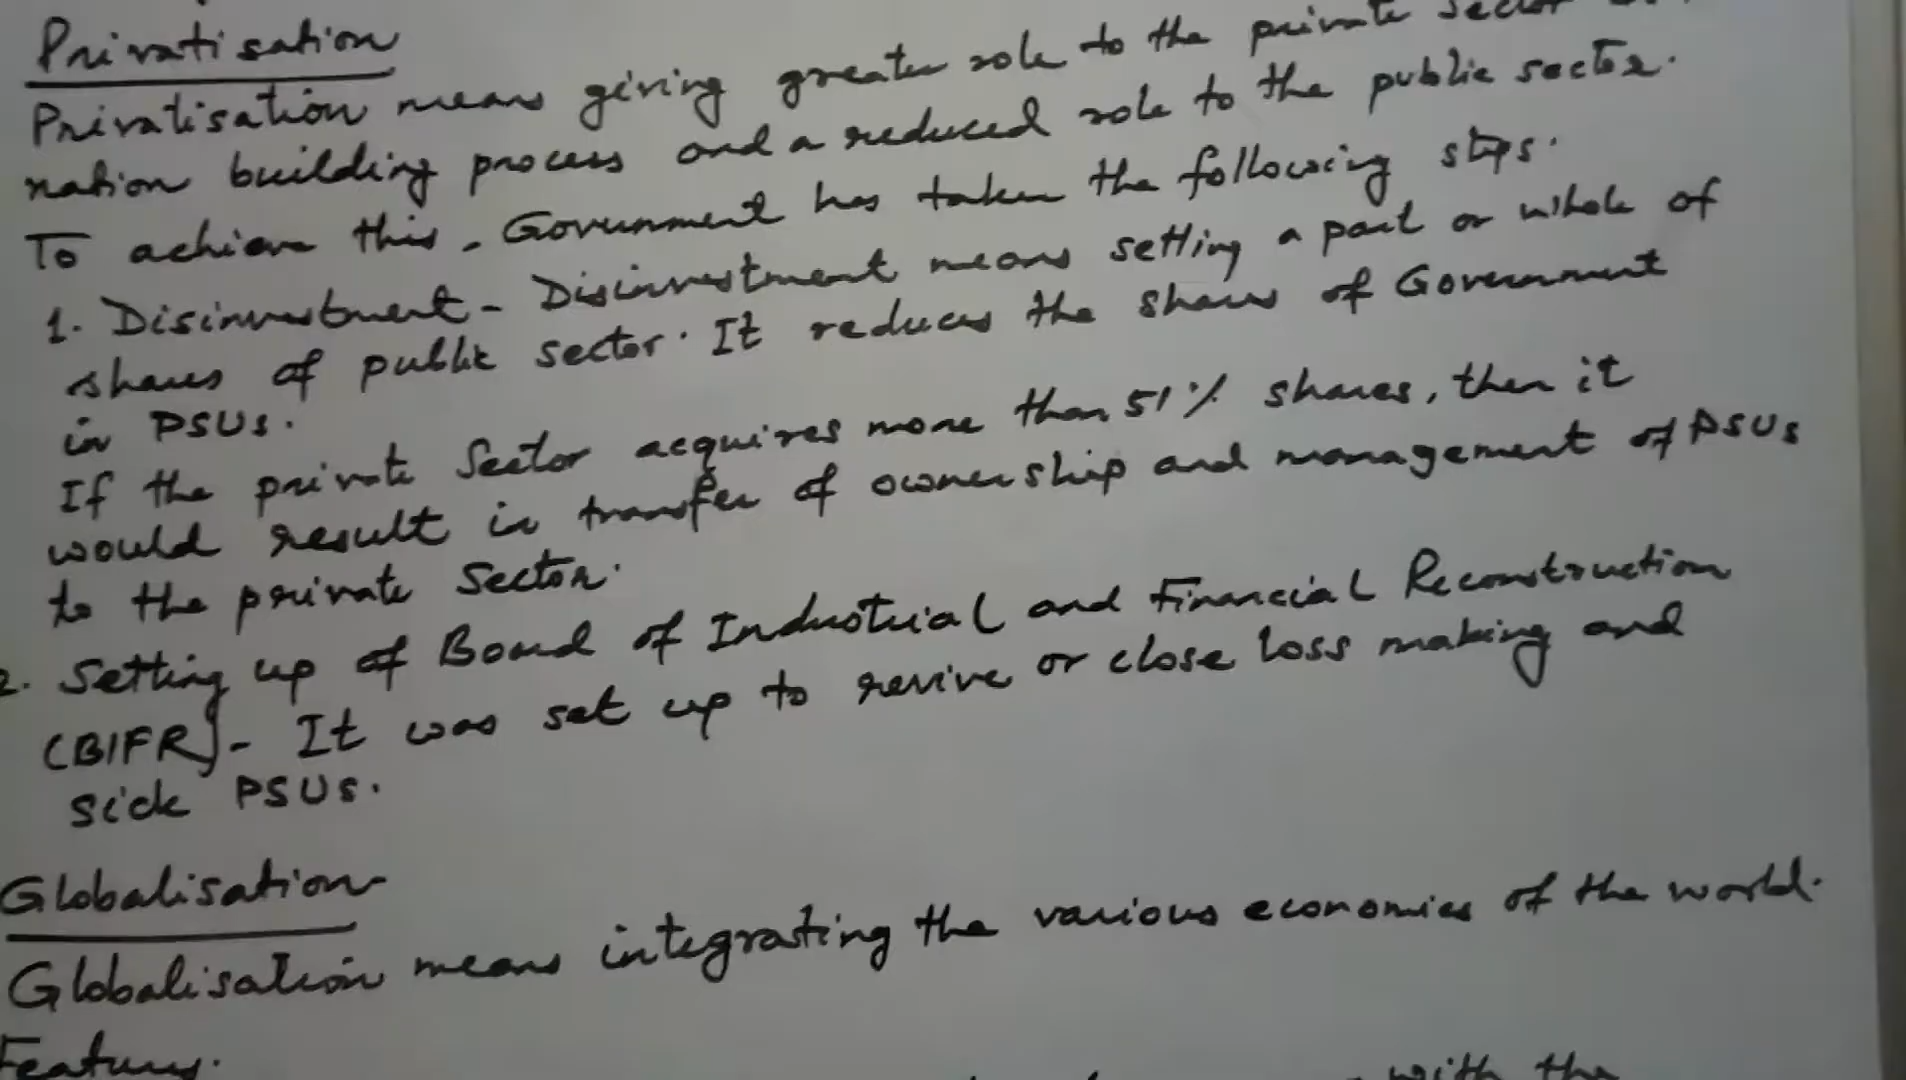 Privatisation
Privatisation means giving greater role to the private sector
nation building process and a reduced role to the public sector.
To achieve this, Government has taken the following steps.
1. Disinvestment - Disinvestment means selling a part or whole of
shares of public sector. It reduces the shares of Government
in PSUs.
If the private Sector acquires more than 51% shares, then it
would result in transfer of ownership and management of PSUs
to the private Sector.
2. Setting up of Board of Industrial and Financial Reconstruction
(BIFR) - It was set up to revive or close loss making and
sick PSUs.
Globalisation
Globalisation means integrating the various economies of the world.
Features.
with the